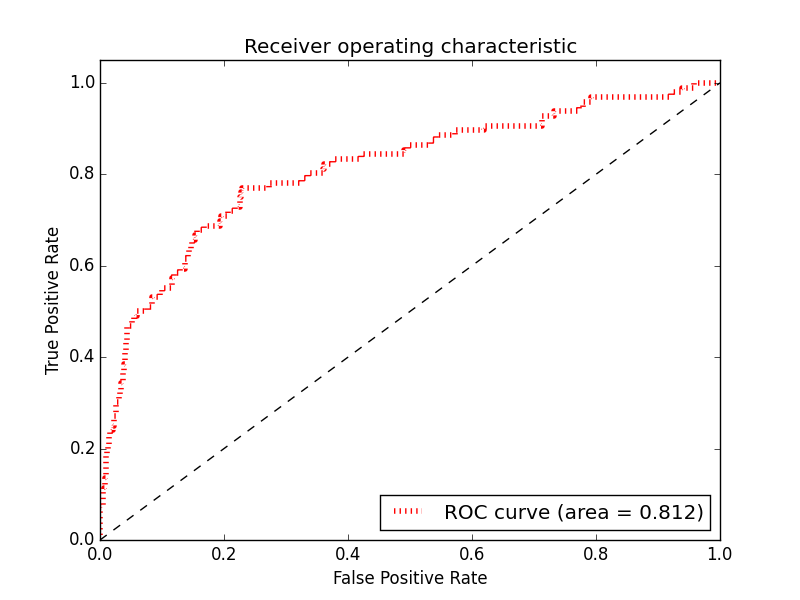 Receiver operating characteristic
True Positive Rate
1.0
0.8
0.6
0.4
0.2
0.0
ROC curve (area = 0.812)
0.0 0.2 0.4 0.6 0.8 1.0
False Positive Rate